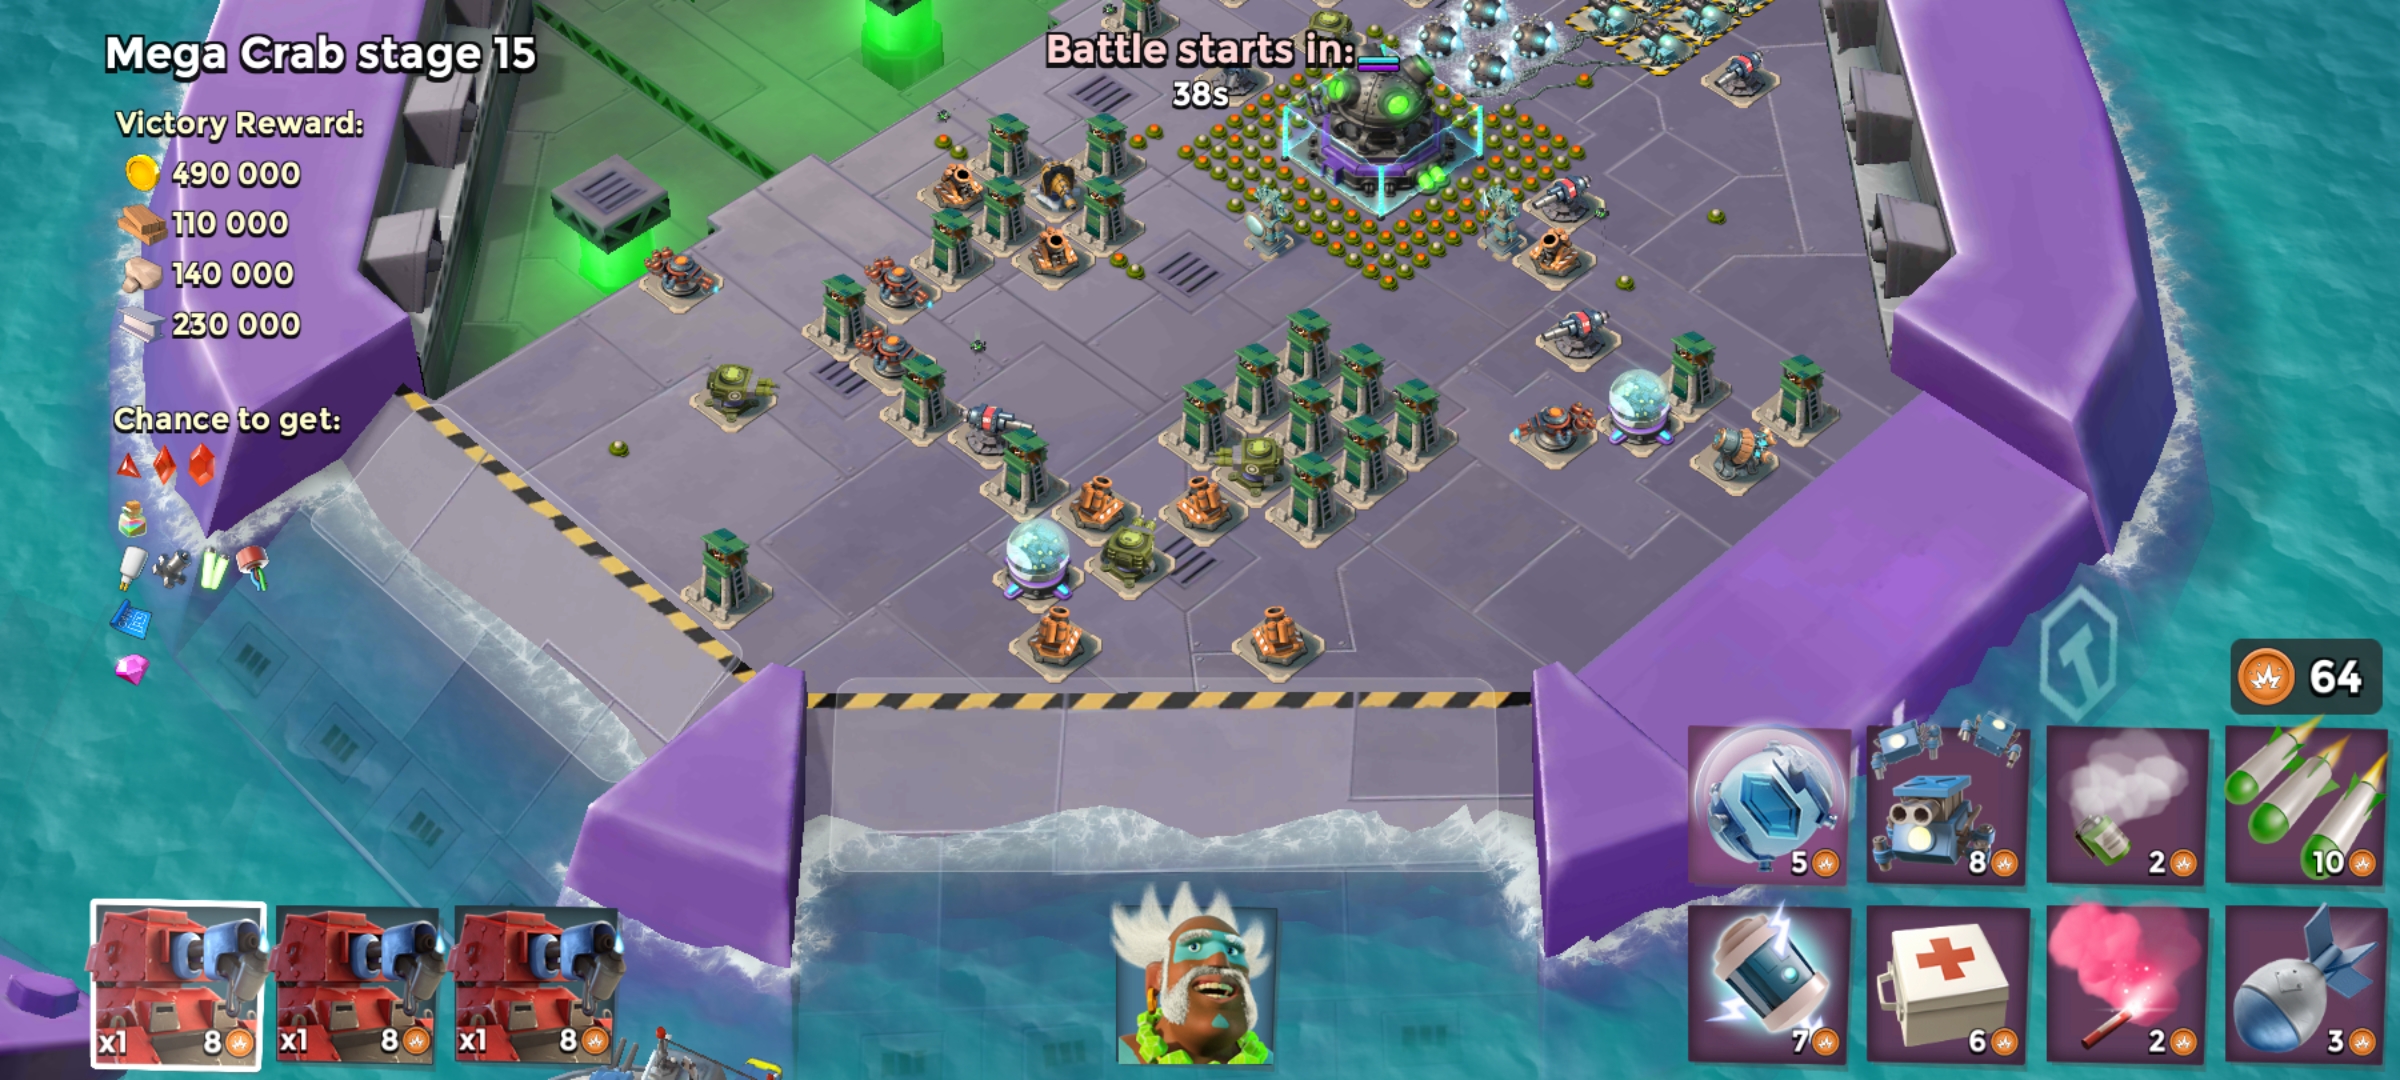 Mega Crab stage 15
Battle starts in:
38s
Victory Reward:
490 000
110 000
140 000
230 000
Chance to get:
64
5
8
2
10
x1 8
x1 8
x1 8
7
6
2
3